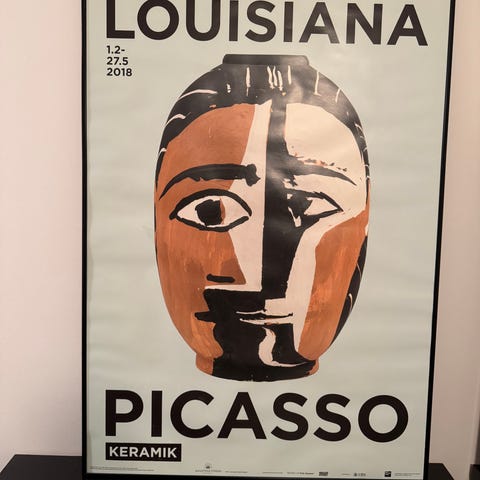 LOUISIANA
1.2-
27.5
2018
PICASSO
KERAMIK